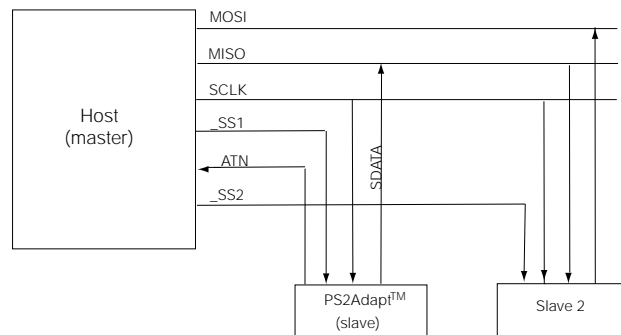 MOSI
MISO
SCLK
Host
(master)
_SS1
ATN
SDATA
_SS2
PS2Adapt™
(slave)
Slave 2